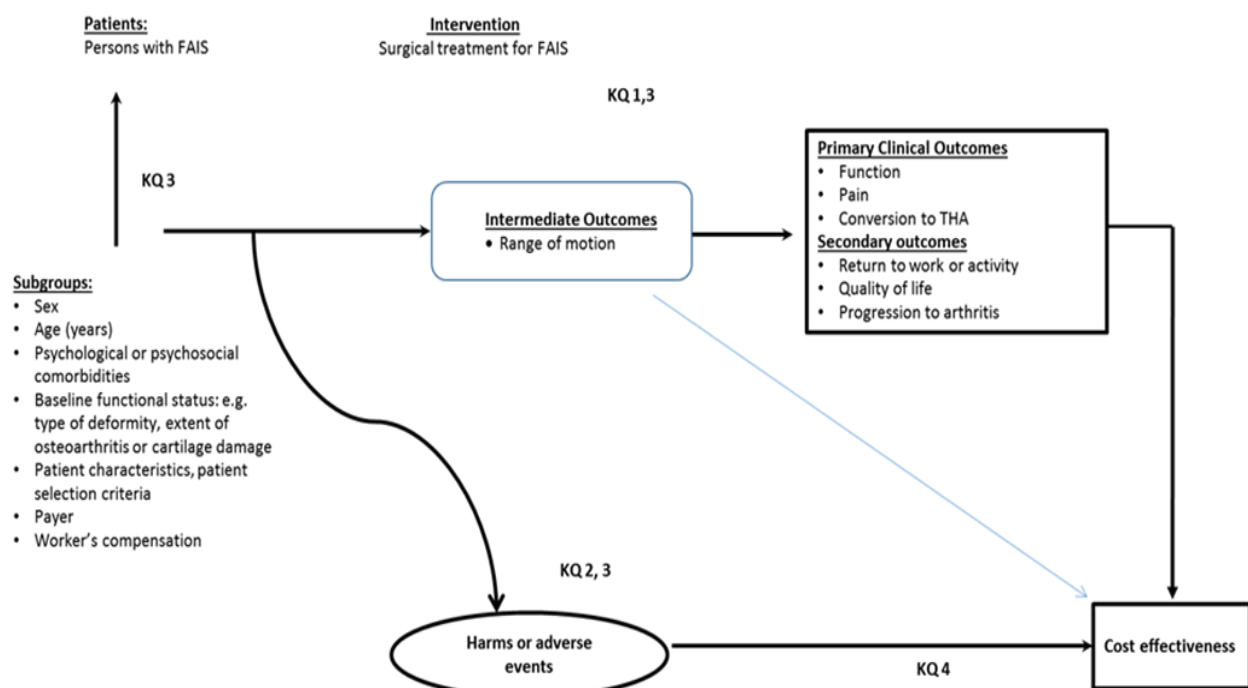 Patients:
Persons with FAIS
Intervention
Surgical treatment for FAIS
KQ 1,3
KQ 3
Intermediate Outcomes
• Range of motion
Primary Clinical Outcomes
• Function
• Pain
• Conversion to THA
Secondary outcomes
• Return to work or activity
• Quality of life
• Progression to arthritis
Subgroups:
• Sex
• Age (years)
• Psychological or psychosocial
comorbidities
• Baseline functional status: e.g.
type of deformity, extent of
osteoarthritis or cartilage damage
• Patient characteristics, patient
selection criteria
• Payer
• Worker's compensation
KQ 2, 3
Harms or adverse
events
KQ 4
Cost effectiveness